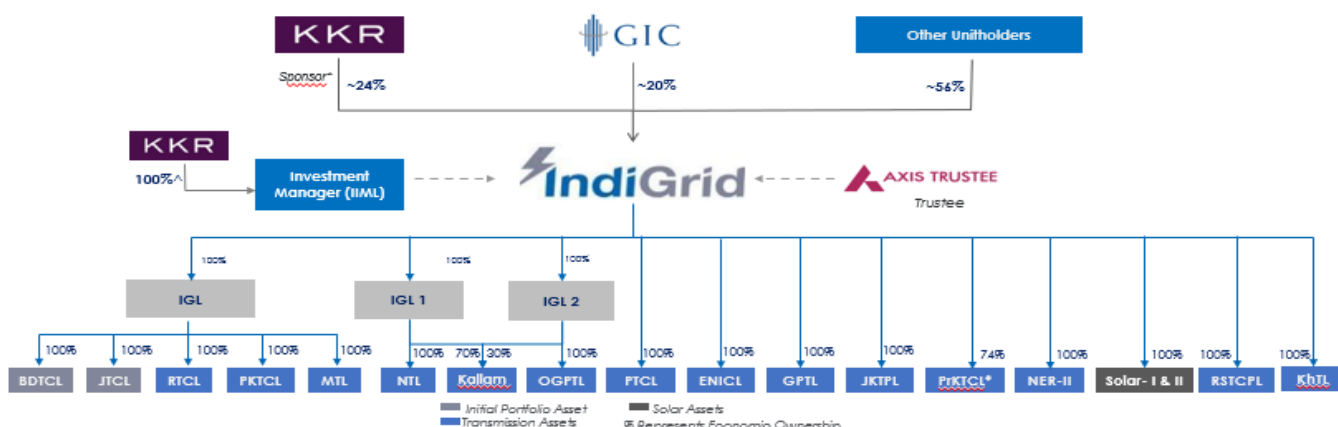 KKR
GIC
Other Unitholders
Sponsor^
~24%
~20%
~56%
KKR
100%^
Investment
Manager (IIML)
IndiGrid
AXIS TRUSTEE
Trustee
100%
100%
100%
IGL
IGL 1
IGL 2
100% 100% 100% 100% 100% 100% 70% 30% 100% 100% 100% 100% 100% 74% 100% 100% 100% 100%
BDTCL JTCL RTCL PKTCL MTL NTL Kallam OGPTL PTCL ENICL GPTL JKTPL PrKTCL* NER-II Solar- I & II RSTCPL KhTL
Initial Portfolio Asset Solar Assets
Transmission Assets % Represents Economic Ownership